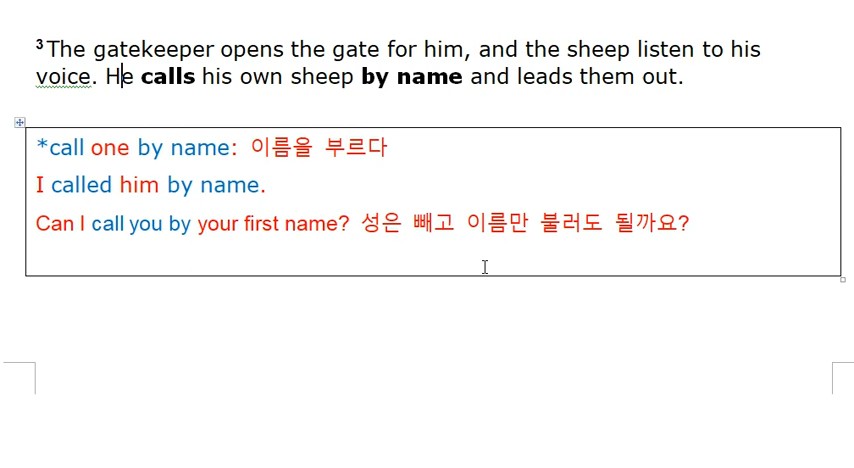 3 The gatekeeper opens the gate for him, and the sheep listen to his
voice. He calls his own sheep by name and leads them out.
*call one by name: 이름을 부르다
I called him by name.
Can I call you by your first name? 성은 빼고 이름만 불러도 될까요?